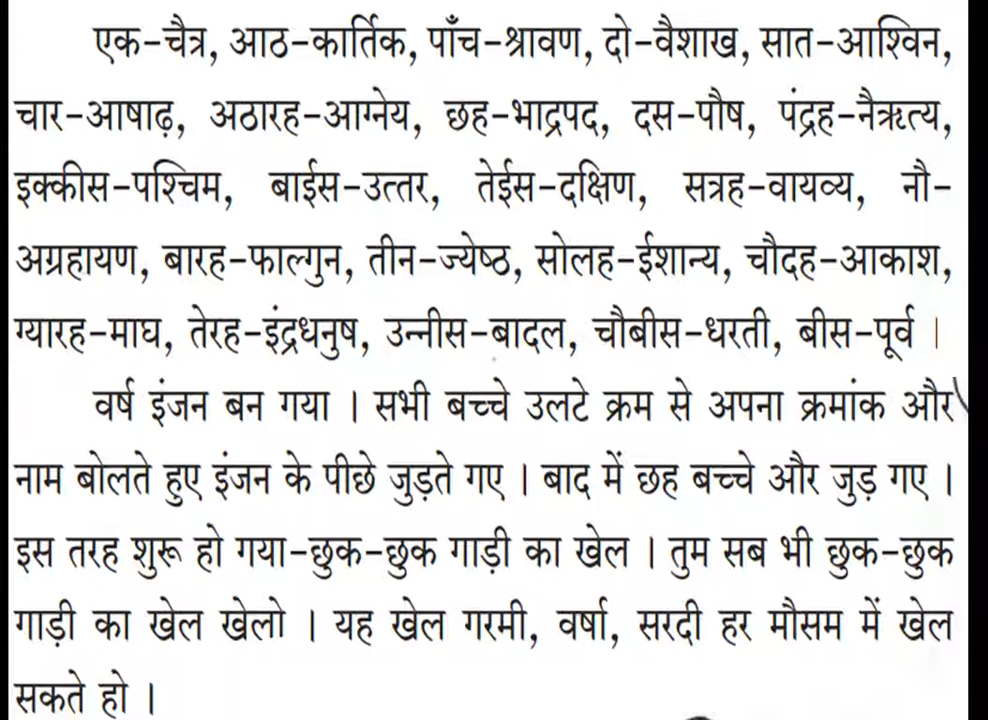 एक-चैत्र, आठ-कार्तिक, पाँच-श्रावण, दो-वैशाख, सात-आश्विन,
चार-आषाढ़, अठारह-आग्नेय, छह-भाद्रपद, दस-पौष, पंद्रह-नैऋत्य,
इक्कीस-पश्चिम, बाईस-उत्तर, तेईस-दक्षिण, सत्रह-वायव्य, नौ-
अग्रहायण, बारह-फाल्गुन, तीन-ज्येष्ठ, सोलह-ईशान्य, चौदह-आकाश,
ग्यारह-माघ, तेरह-इंद्रधनुष, उन्नीस-बादल, चौबीस-धरती, बीस-पूर्व ।
वर्ष इंजन बन गया । सभी बच्चे उलटे क्रम से अपना क्रमांक और
नाम बोलते हुए इंजन के पीछे जुड़ते गए । बाद में छह बच्चे और जुड़ गए ।
इस तरह शुरू हो गया-छुक-छुक गाड़ी का खेल । तुम सब भी छुक-छुक
गाड़ी का खेल खेलो । यह खेल गरमी, वर्षा, सरदी हर मौसम में खेल
सकते हो ।